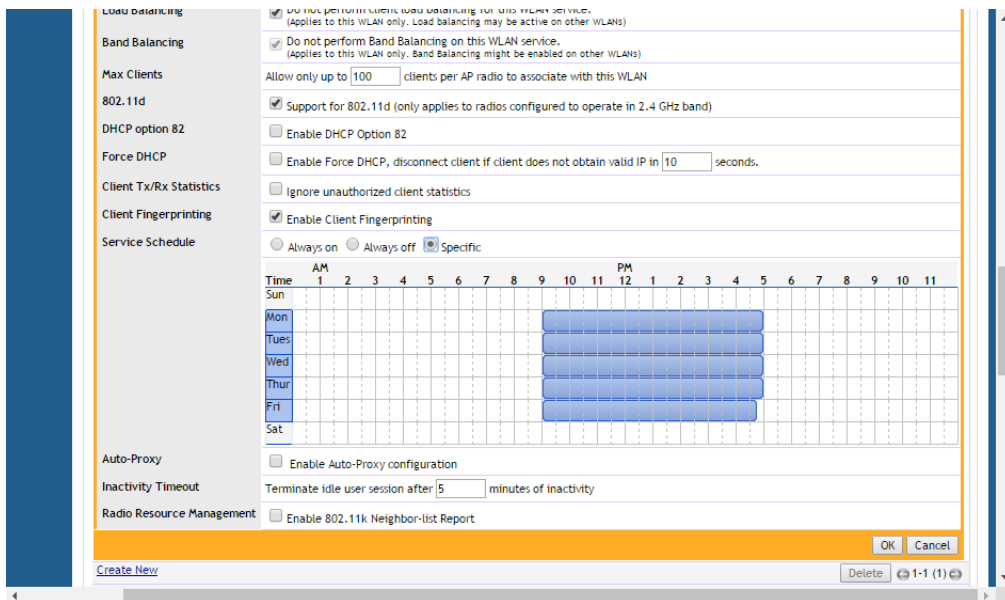 Load Balancing Do not perform client load balancing for this WLAN service.
(Applies to this WLAN only. Load balancing may be active on other WLANs)
Band Balancing Do not perform Band Balancing on this WLAN service.
(Applies to this WLAN only. Band Balancing might be enabled on other WLANs)
Max Clients Allow only up to 100 clients per AP radio to associate with this WLAN
802.11d Support for 802.11d (only applies to radios configured to operate in 2.4 GHz band)
DHCP option 82 Enable DHCP Option 82
Force DHCP Enable Force DHCP, disconnect client if client does not obtain valid IP in 10 seconds.
Client Tx/Rx Statistics Ignore unauthorized client statistics
Client Fingerprinting Enable Client Fingerprinting
Service Schedule Always on Always off Specific
AM PM
Time 1 2 3 4 5 6 7 8 9 10 11 12 1 2 3 4 5 6 7 8 9 10 11
Sun
Mon
Tues
Wed
Thur
Fri
Sat
Auto-Proxy Enable Auto-Proxy configuration
Inactivity Timeout Terminate idle user session after 5 minutes of inactivity
Radio Resource Management Enable 802.11k Neighbor-list Report
OK Cancel
Create New Delete 1-1 (1)